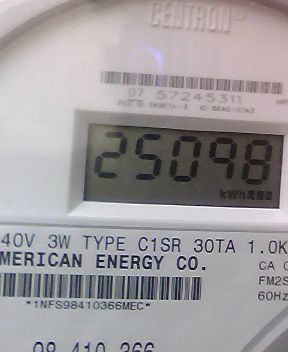 CENTRON
07 57245311
25098
kWh
40V 3W TYPE C1SR 30TA 1.0K
MERICAN ENERGY CO.
CA
FM2S
60Hz
*1NFS98410366MEC*
98 410 366